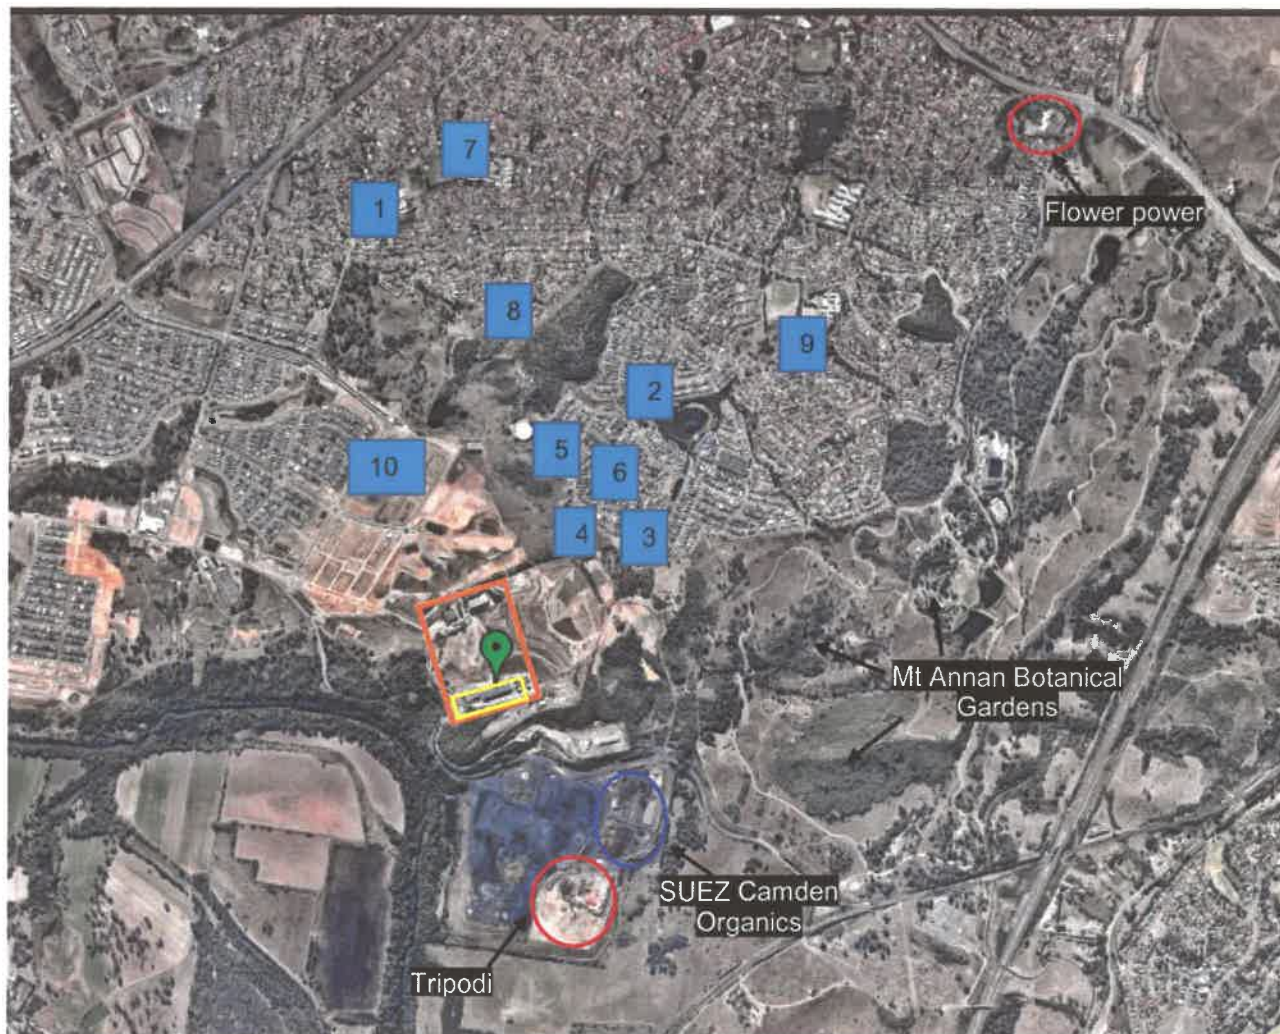 7
1
Flower power
8
9
2
5
10
6
4
3
Mt Annan Botanical
Gardens
SUEZ Camden
Organics
Tripodi